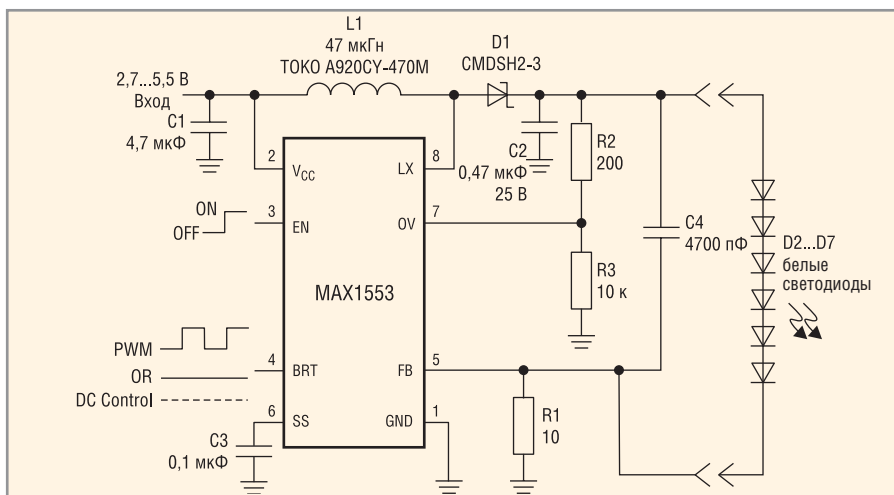 L1
47 мкГн
TOKO A920CY-470M
D1
CMDSH2-3
2,7...5,5 В
Вход
C1
4,7 мкФ
C2
0,47 мкФ
25 В
R2
200
2
VCC
LX
8
ON
OFF
3
EN
OV
7
C4
4700 пФ
D2...D7
белые
светодиоды
MAX1553
R3
10 к
PWM
OR
DC Control
4
BRT
FB
5
6
SS
GND
1
R1
10
C3
0,1 мкФ